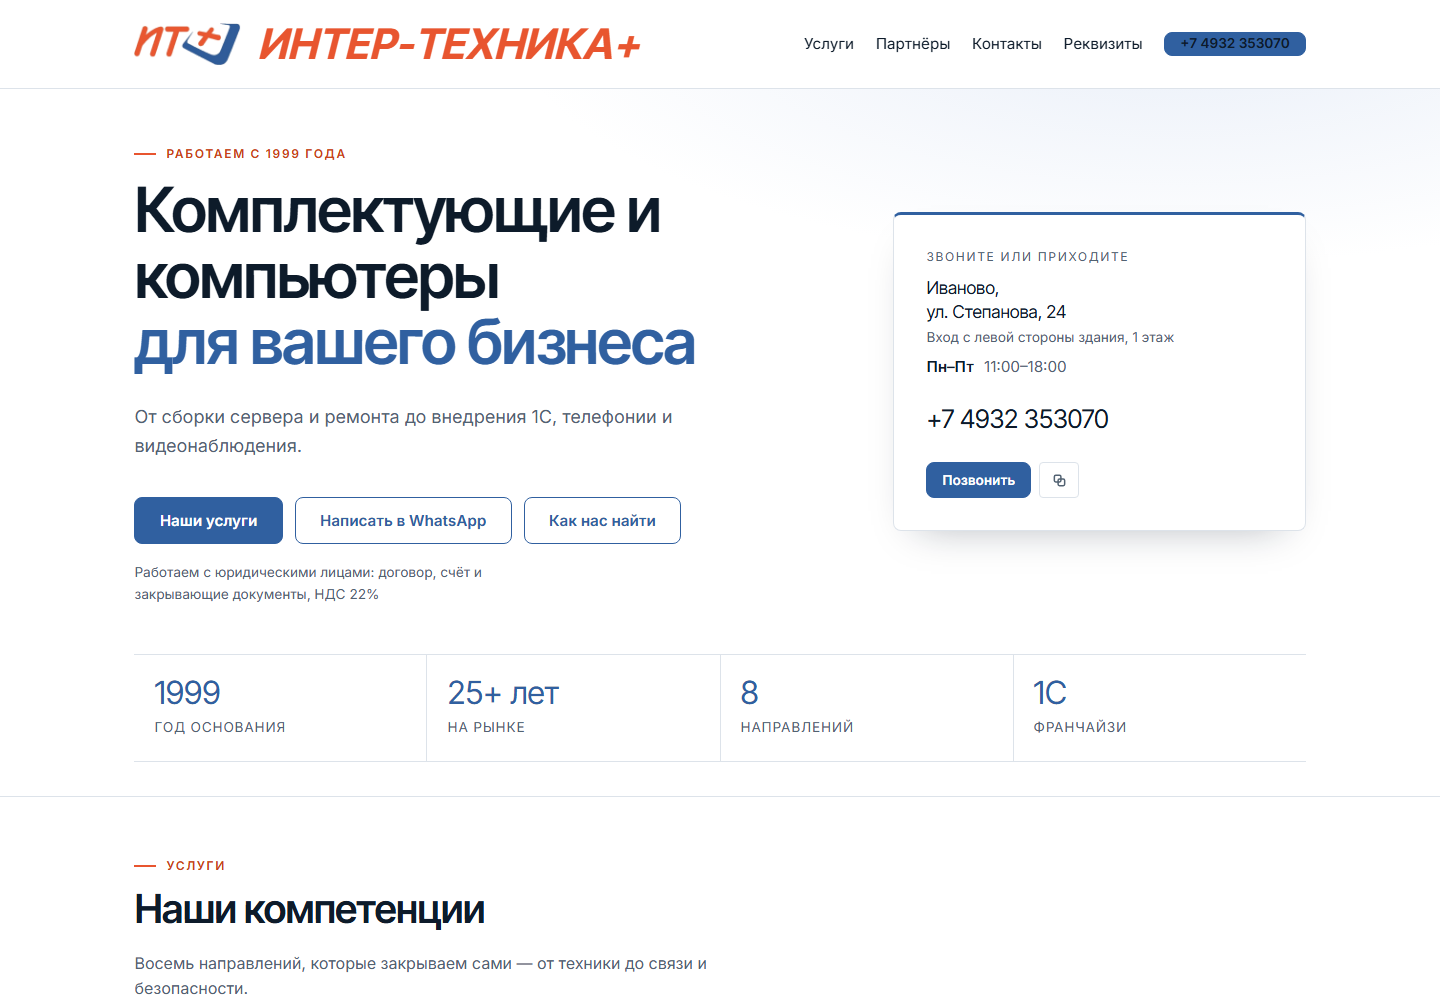 ИТ+ ИНТЕР-ТЕХНИКА+
Услуги Партнёры Контакты Реквизиты +7 4932 353070
РАБОТАЕМ С 1999 ГОДА
Комплектующие и
компьютеры
для вашего бизнеса
От сборки сервера и ремонта до внедрения 1С, телефонии и
видеонаблюдения.
Наши услуги Написать в WhatsApp Как нас найти
Работаем с юридическими лицами: договор, счёт и
закрывающие документы, НДС 22%
ЗВОНИТЕ ИЛИ ПРИХОДИТЕ
Иваново,
ул. Степанова, 24
Вход с левой стороны здания, 1 этаж
Пн–Пт 11:00–18:00
+7 4932 353070
Позвонить
1999
ГОД ОСНОВАНИЯ
25+ лет
НА РЫНКЕ
8
НАПРАВЛЕНИЙ
1С
ФРАНЧАЙЗИ
УСЛУГИ
Наши компетенции
Восемь направлений, которые закрываем сами — от техники до связи и
безопасности.